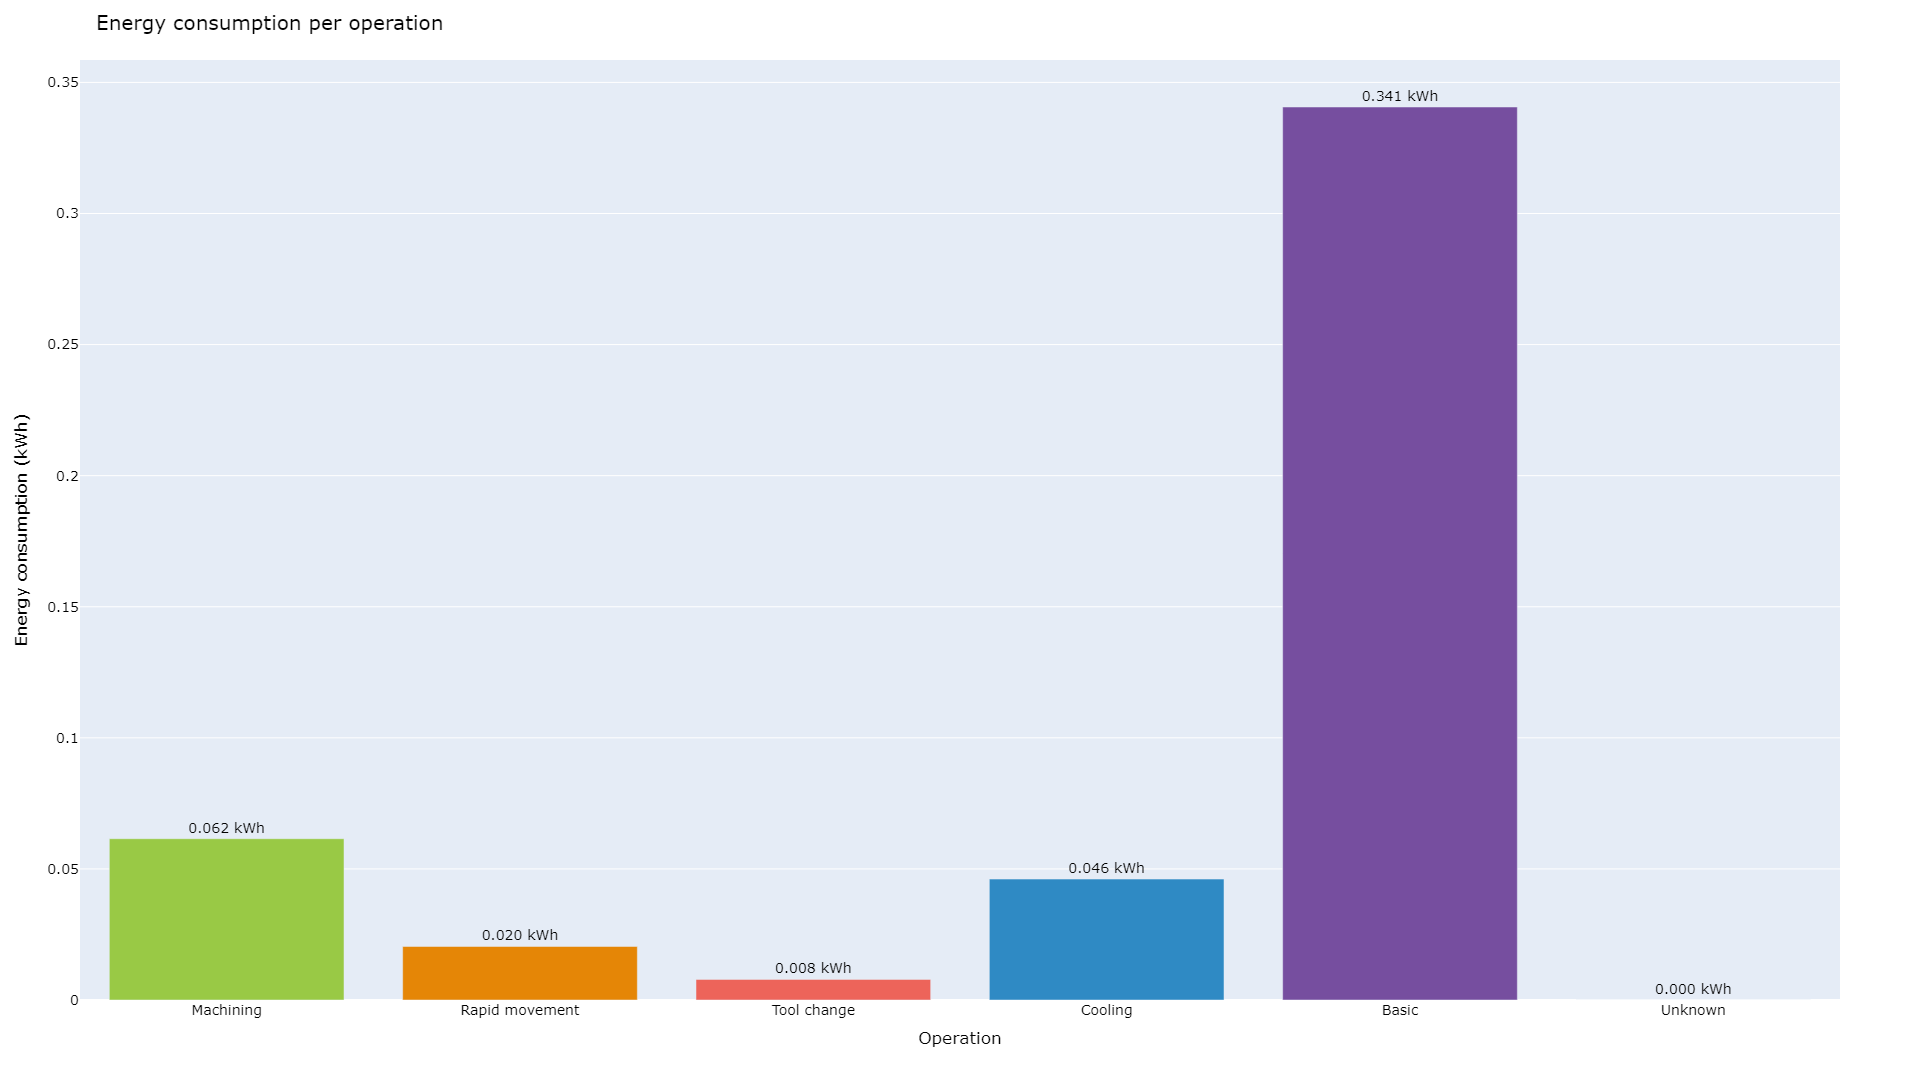 Energy consumption per operation
0.35
0.3
0.25
0.2
0.15
0.1
0.05
0
Energy consumption (kWh)
0.062 kWh
0.020 kWh
0.008 kWh
0.046 kWh
0.341 kWh
0.000 kWh
Machining
Rapid movement
Tool change
Cooling
Basic
Unknown
Operation